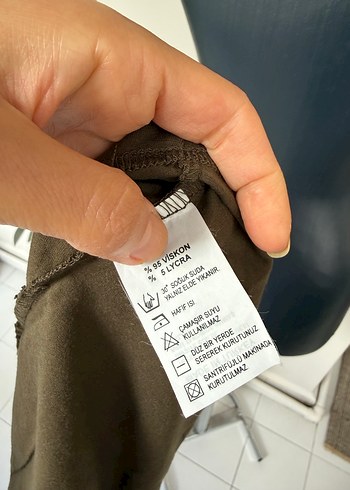 % 95 VİSKON
% 5 LYCRA
30° SOĞUK SUDA
YALNIZ ELDE YIKANIR.
HAFİF ISI
ÇAMAŞIR SUYU
KULLANILMAZ.
DÜZ BİR YERDE
SEREREK KURUTUNUZ
SANTRİFÜJLÜ MAKİNADA
KURUTULMAZ.